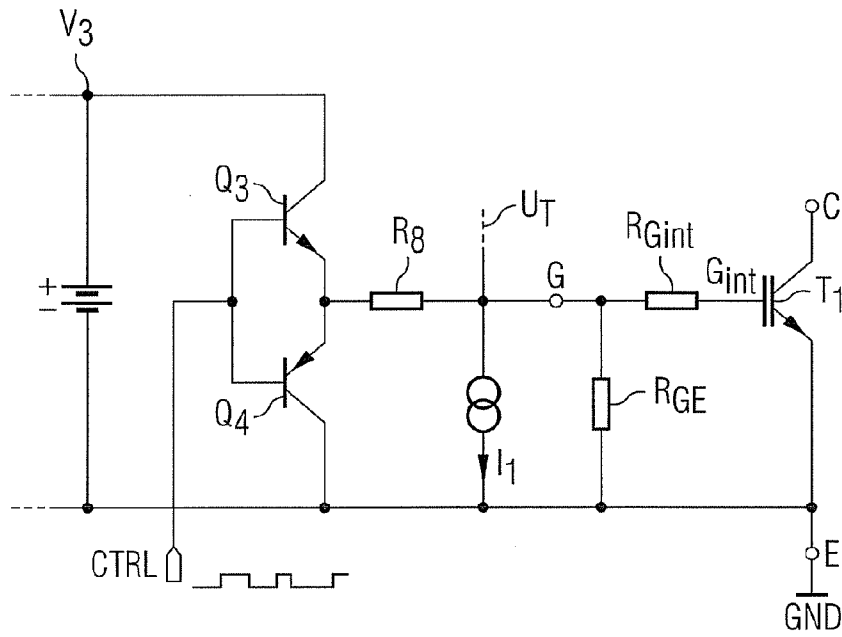 V3
Q3
R8
UT
G
RGint
Gint
C
T1
+
−
Q4
I1
RGE
CTRL
E
GND